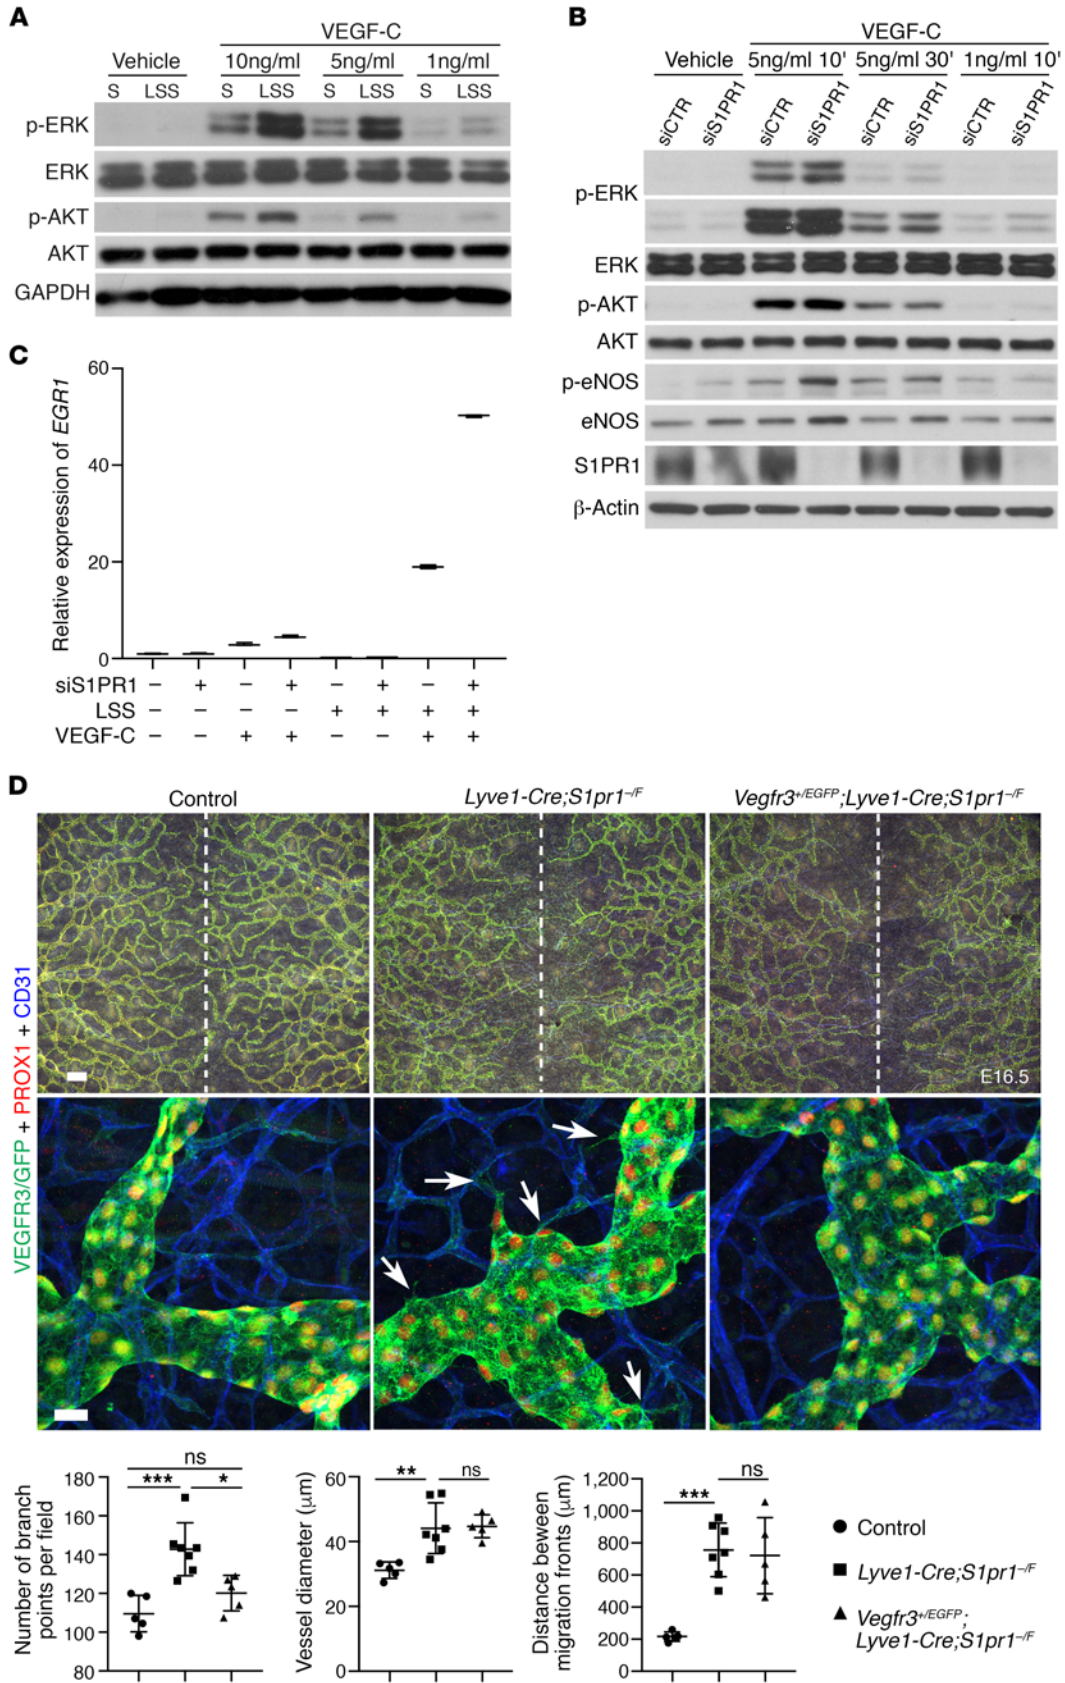 A
VEGF-C
Vehicle 10ng/ml 5ng/ml 1ng/ml
S LSS S LSS S LSS S LSS
p-ERK
ERK
p-AKT
AKT
GAPDH
B
VEGF-C
Vehicle 5ng/ml 10' 5ng/ml 30' 1ng/ml 10'
siCTR siS1PR1 siCTR siS1PR1 siCTR siS1PR1 siCTR siS1PR1
p-ERK
ERK
p-AKT
AKT
p-eNOS
eNOS
S1PR1
β-Actin
C
Relative expression of EGR1
60
40
20
0
siS1PR1 – + – + – + – +
LSS – – – – + + + +
VEGF-C – – + + – – + +
D
Control Lyve1-Cre;S1pr1–/F Vegfr3+/EGFP;Lyve1-Cre;S1pr1–/F
VEGFR3/GFP + PROX1 + CD31
E16.5
Number of branch
points per field
180
160
140
120
100
80
ns
*** *
Vessel diameter (μm)
60
40
20
0
** ns
Distance beween
migration fronts (μm)
1,200
1,000
800
600
400
200
0
ns
***
Control
Lyve1-Cre;S1pr1–/F
Vegfr3+/EGFP;
Lyve1-Cre;S1pr1–/F